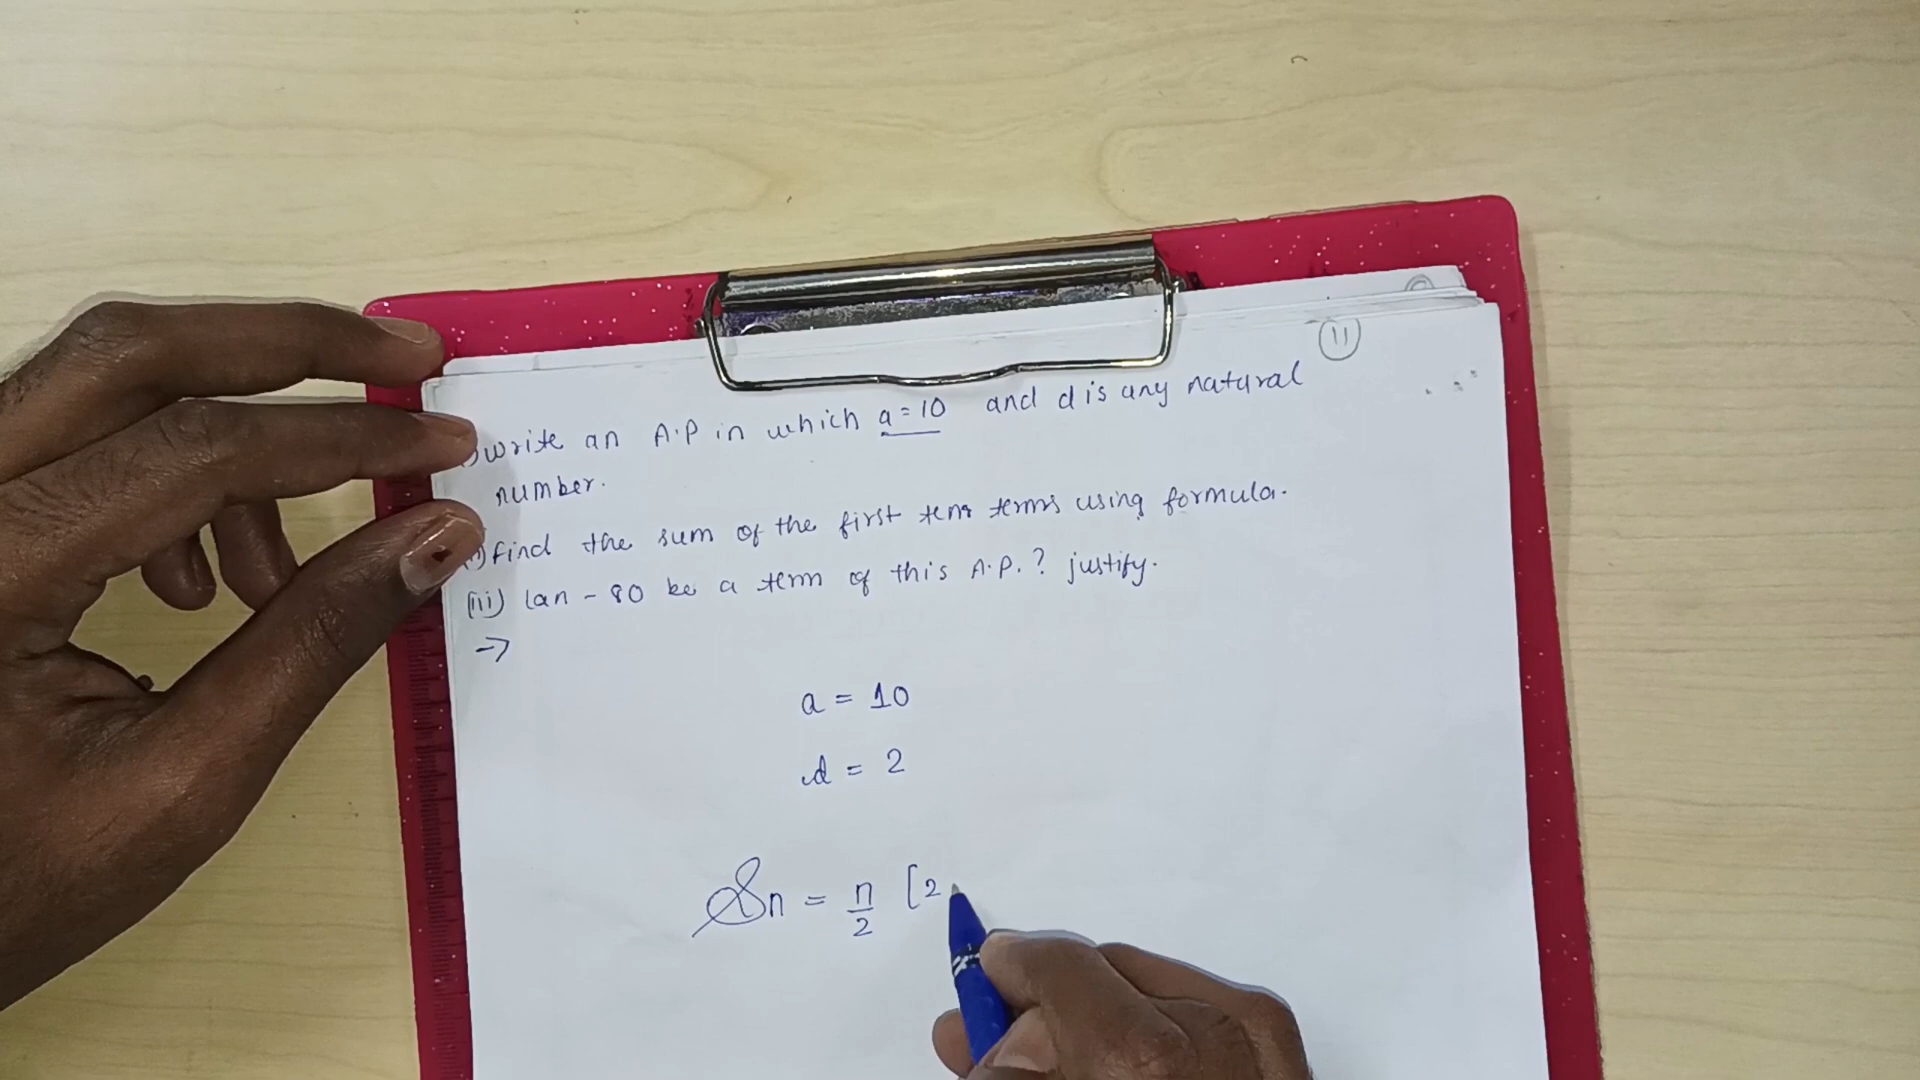 11
)write an A.P in which a=10 and d is any natural
number.
)find the sum of the first tens terms using formula.
(iii) can - 80 be a term of this A.P.? justify.
→
a = 10
d = 2
Sn = n/2 [2